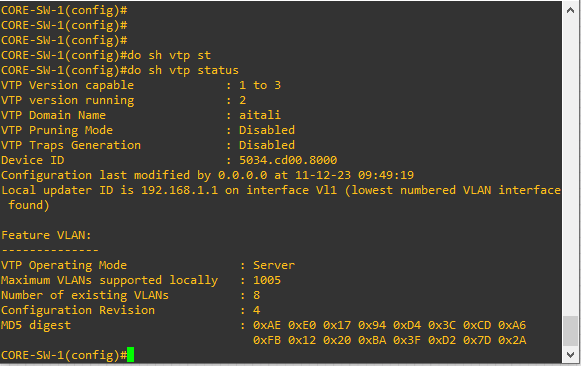 CORE-SW-1(config)#
CORE-SW-1(config)#
CORE-SW-1(config)#
CORE-SW-1(config)#do sh vtp st
CORE-SW-1(config)#do sh vtp status
VTP Version capable             : 1 to 3
VTP version running             : 2
VTP Domain Name                 : aitali
VTP Pruning Mode                : Disabled
VTP Traps Generation            : Disabled
Device ID                       : 5034.cd00.8000
Configuration last modified by 0.0.0.0 at 11-12-23 09:49:19
Local updater ID is 192.168.1.1 on interface Vl1 (lowest numbered VLAN interface
 found)

Feature VLAN:
--------------
VTP Operating Mode                : Server
Maximum VLANs supported locally   : 1005
Number of existing VLANs          : 8
Configuration Revision            : 4
MD5 digest                        : 0xAE 0xE0 0x17 0x94 0xD4 0x3C 0xCD 0xA6
                                    0xFB 0x12 0x20 0xBA 0x3F 0xD2 0x7D 0x2A
CORE-SW-1(config)#